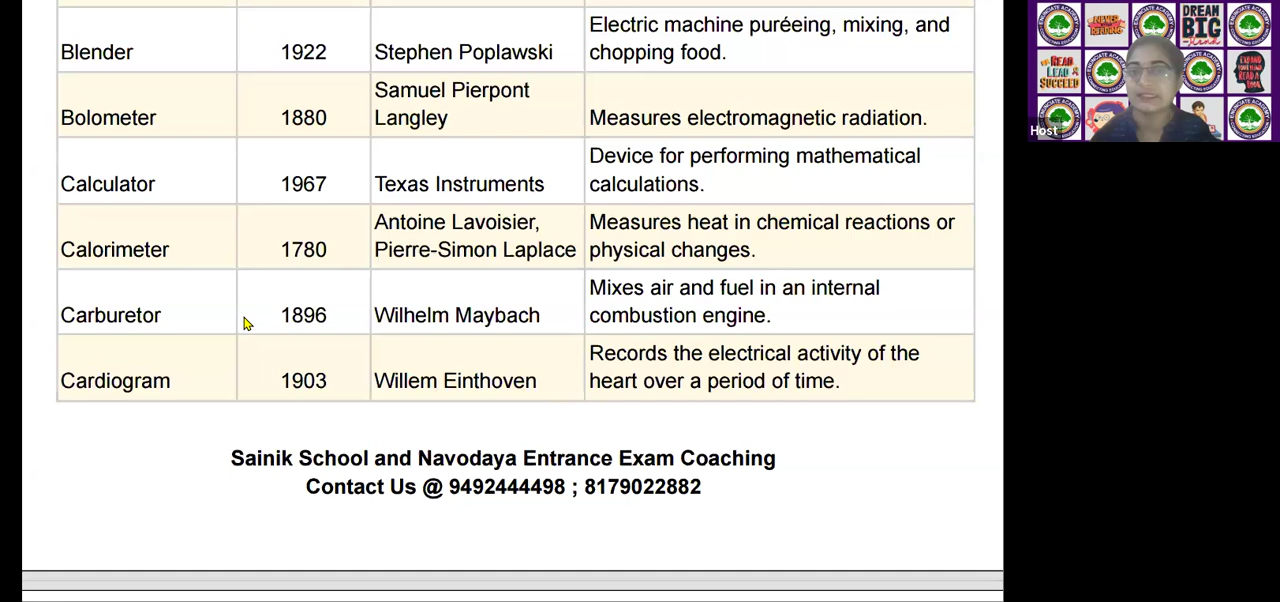 Electric machine puréeing, mixing, and
Blender 1922 Stephen Poplawski chopping food.
Samuel Pierpont
Bolometer 1880 Langley Measures electromagnetic radiation.
Device for performing mathematical
Calculator 1967 Texas Instruments calculations.
Antoine Lavoisier, Measures heat in chemical reactions or
Calorimeter 1780 Pierre-Simon Laplace physical changes.
Mixes air and fuel in an internal
Carburetor 1896 Wilhelm Maybach combustion engine.
Records the electrical activity of the
Cardiogram 1903 Willem Einthoven heart over a period of time.
Sainik School and Navodaya Entrance Exam Coaching
Contact Us @ 9492444498 ; 8179022882
DREAM
BIG
READ
LEAD
SUCCEED
Host